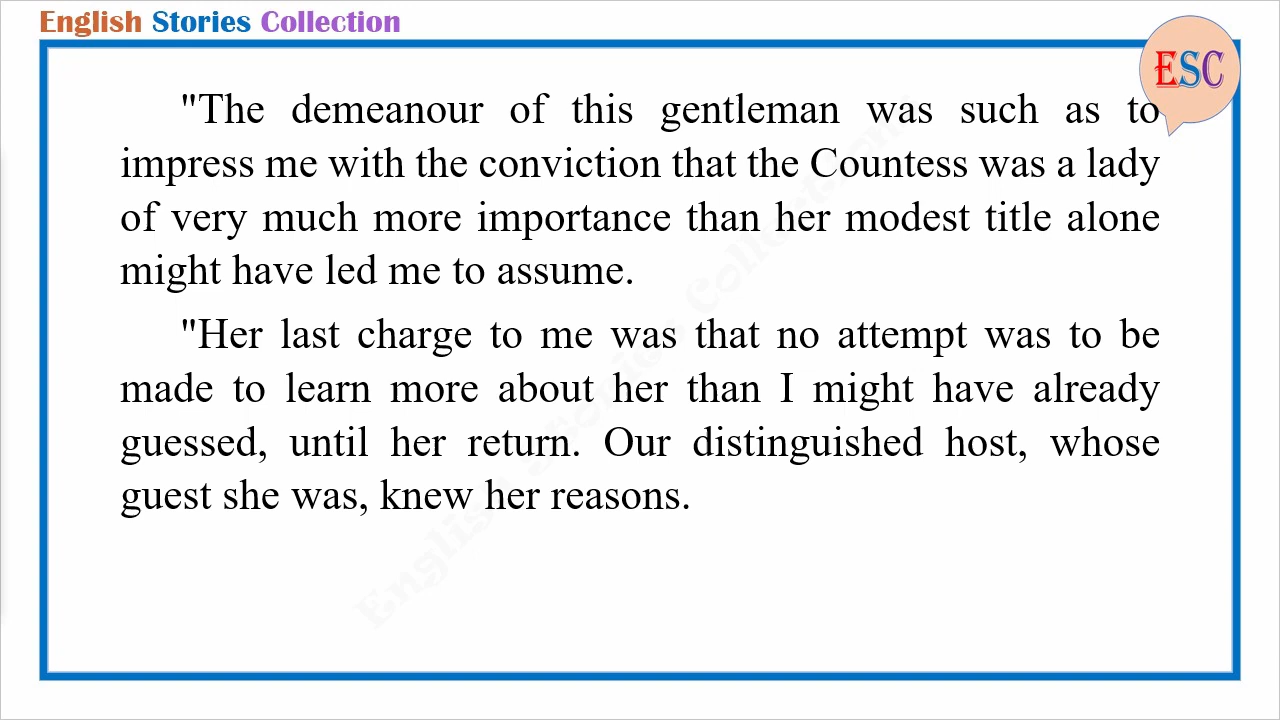 English Stories Collection
ESC
"The demeanour of this gentleman was such as to
impress me with the conviction that the Countess was a lady
of very much more importance than her modest title alone
might have led me to assume.
"Her last charge to me was that no attempt was to be
made to learn more about her than I might have already
guessed, until her return. Our distinguished host, whose
guest she was, knew her reasons.
English Stories Collection